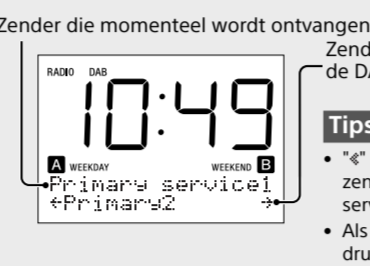 Zender die momenteel wordt ontvangen
Zend
de DA
RADIO DAB
10:49
A WEEKDAY WEEKEND B
Primary service1
←Primary2 →
Tips
• "≪"
zen
serv
• Als
dru